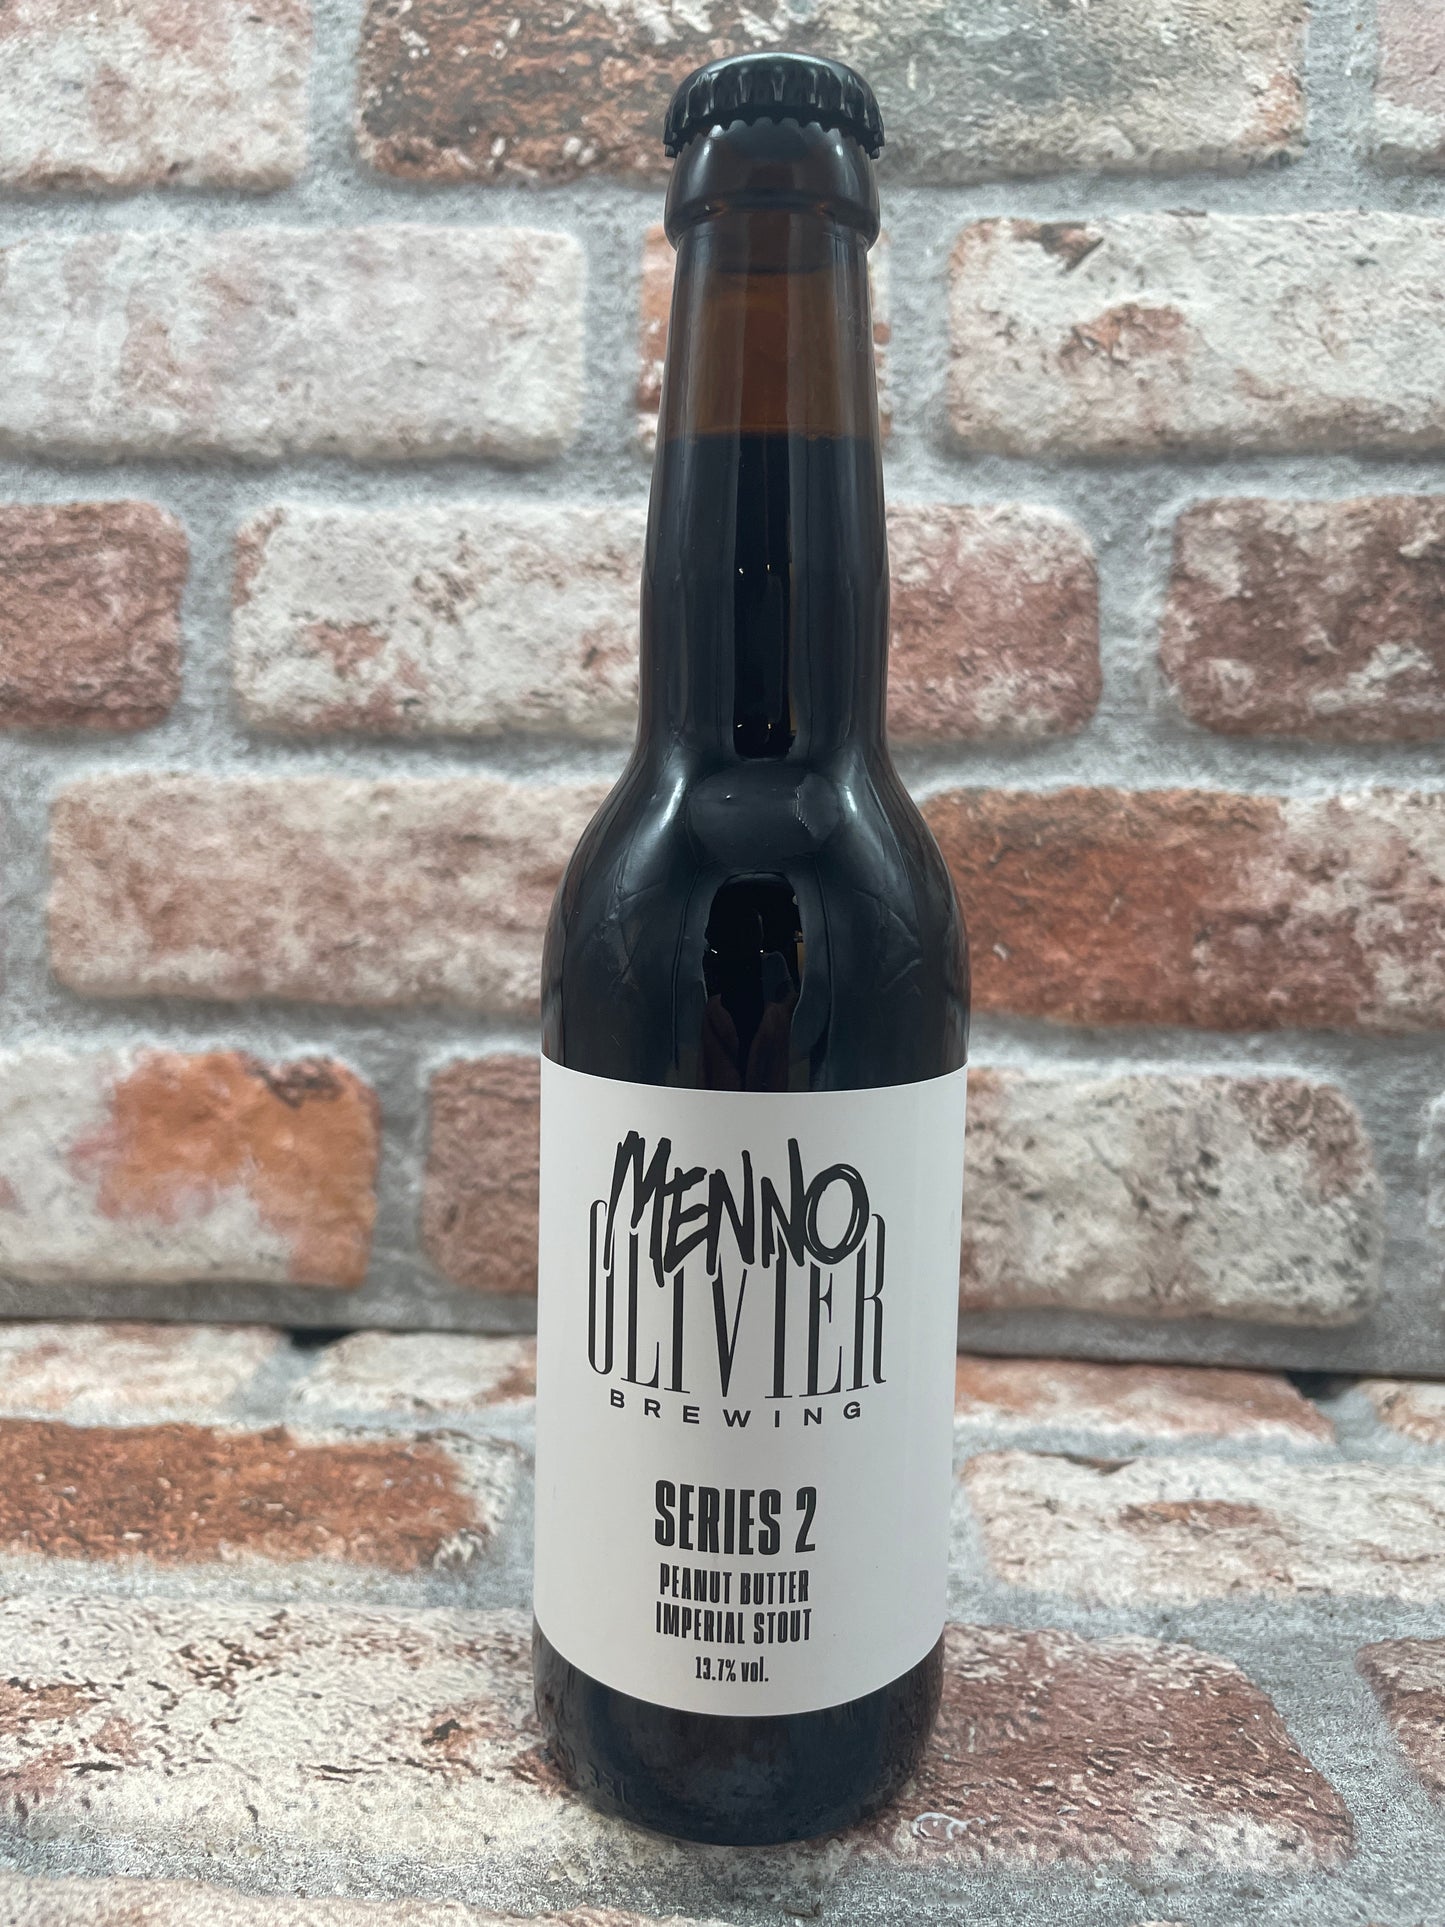 MENNO
OLIVIER
BREWING
SERIES 2
PEANUT BUTTER
IMPERIAL STOUT
13.7% vol.